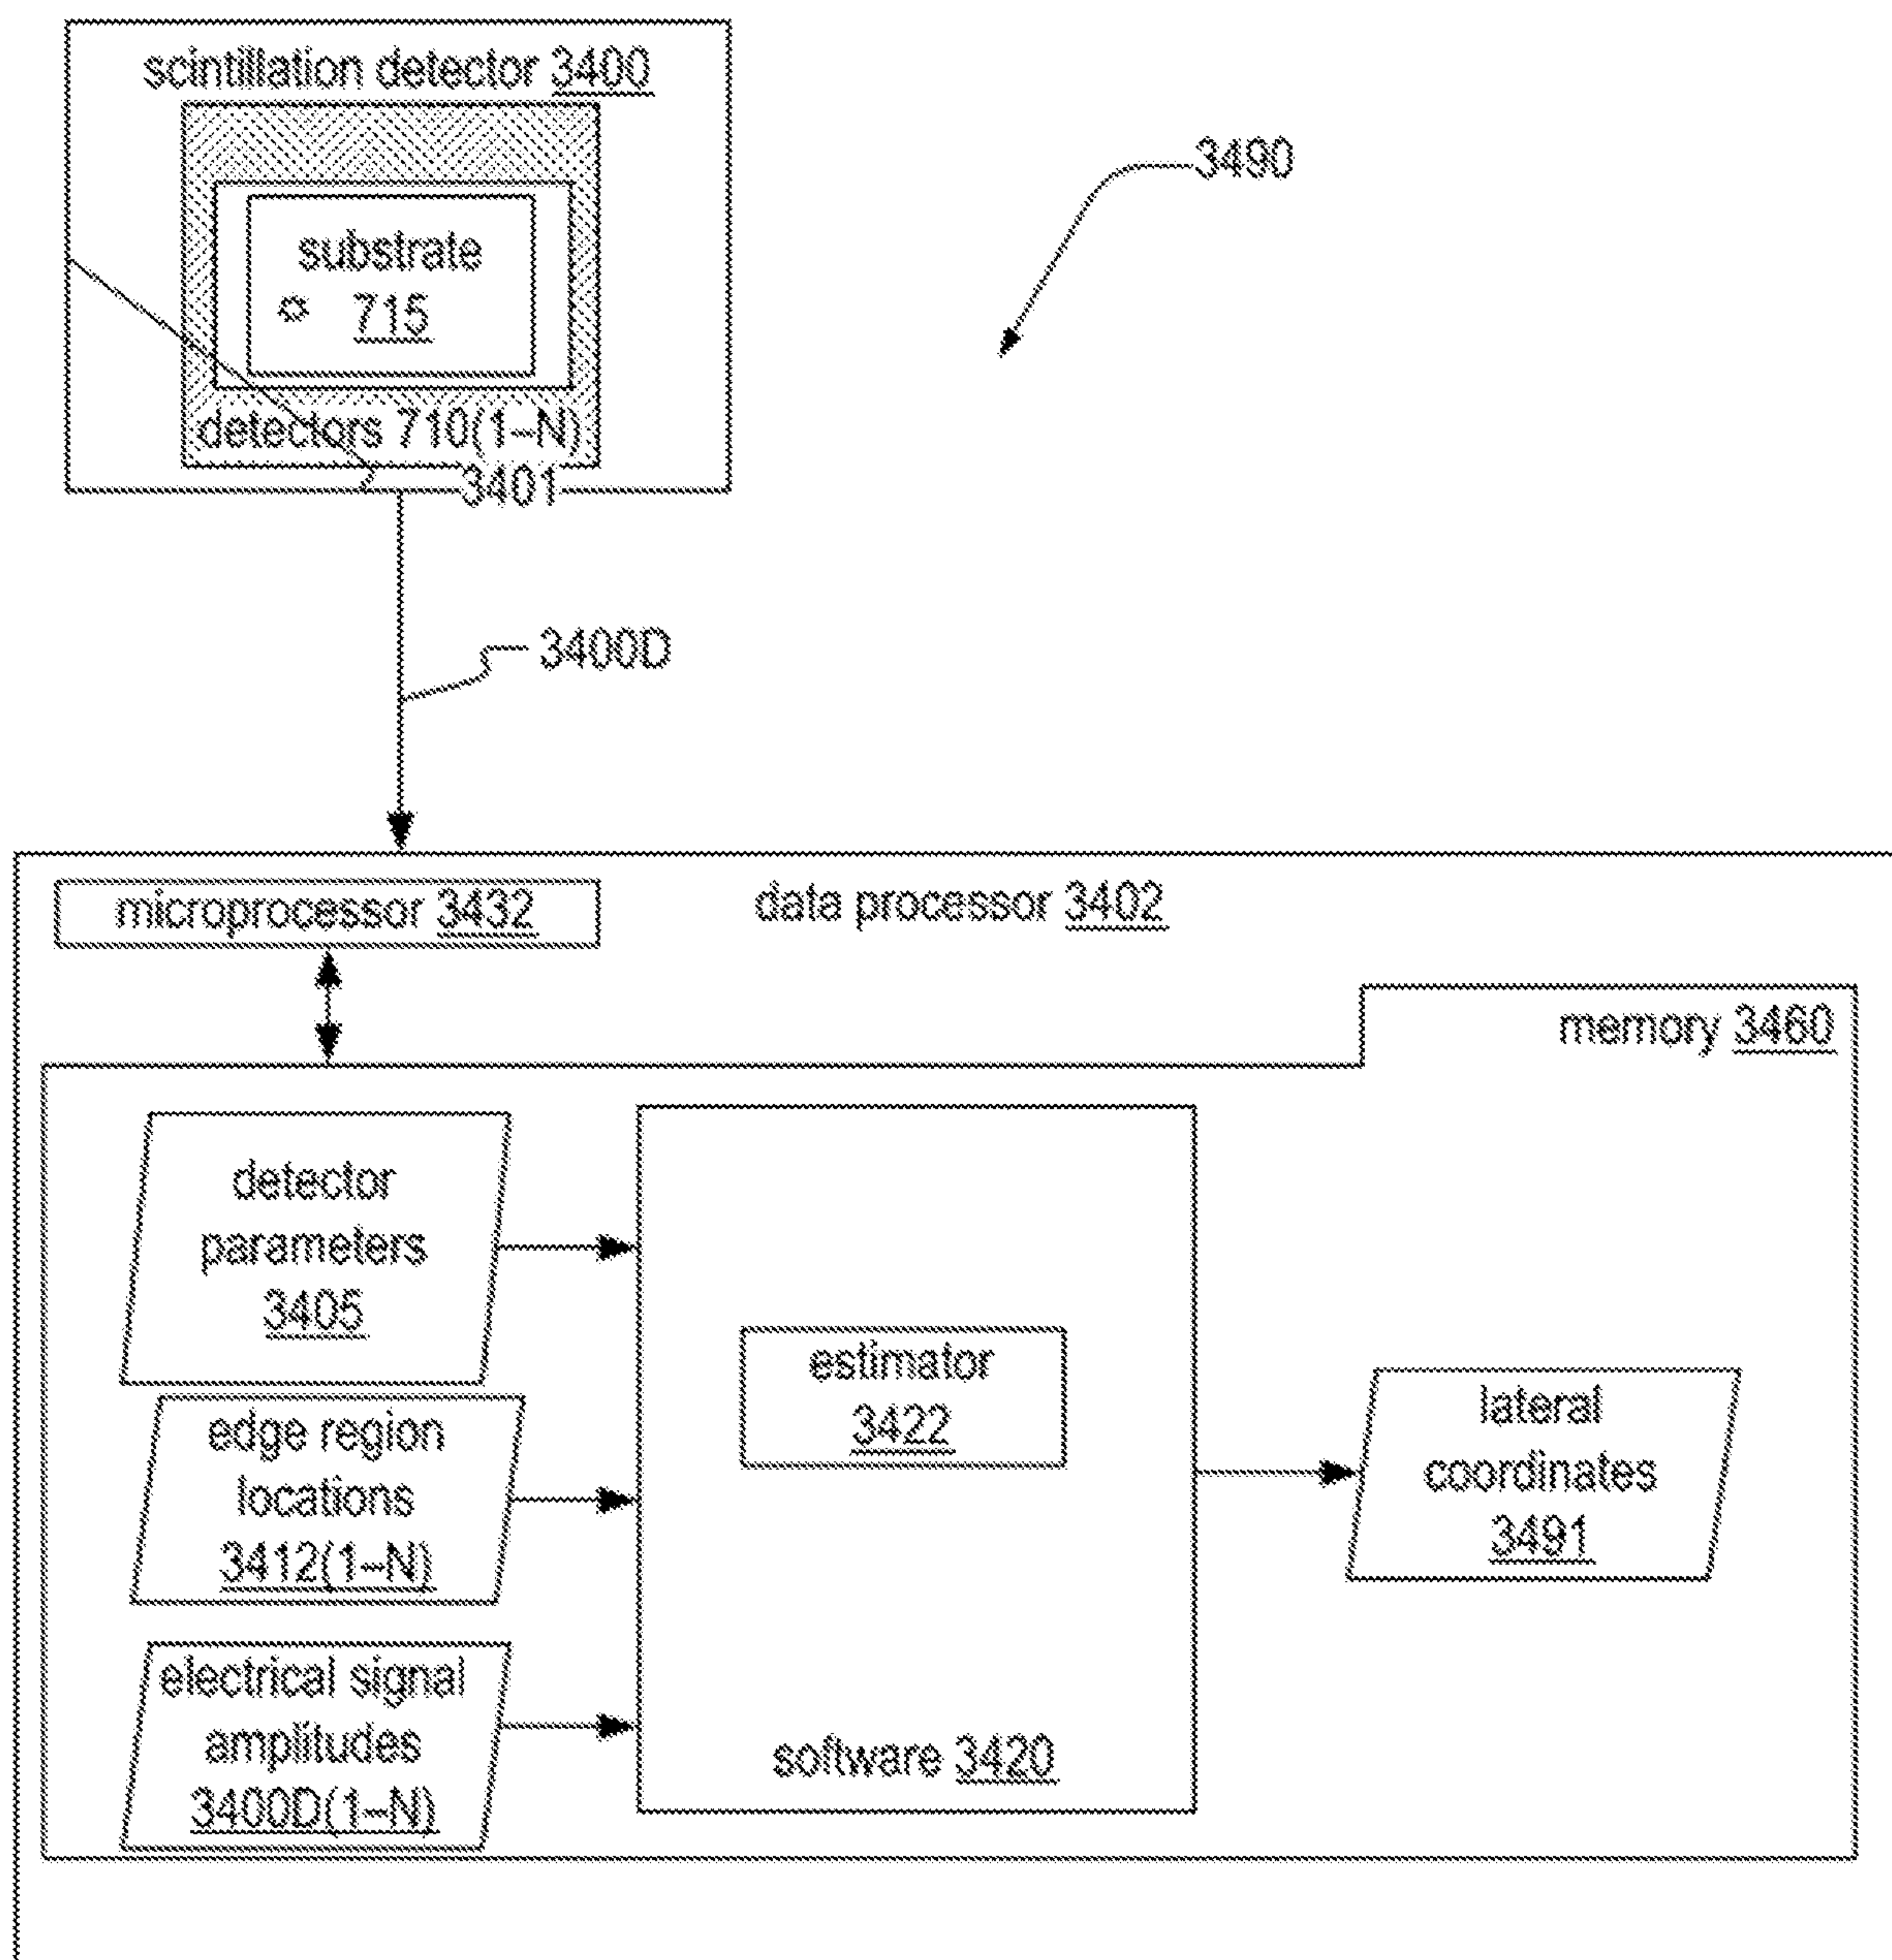 scintillation detector 3400
3490
substrate
715
detectors 710(1–N)
3401
3400D
microprocessor 3432
data processor 3402
memory 3460
detector
parameters
3405
edge region
locations
3412(1–N)
electrical signal
amplitudes
3400D(1–N)
estimator
3422
software 3420
lateral
coordinates
3491